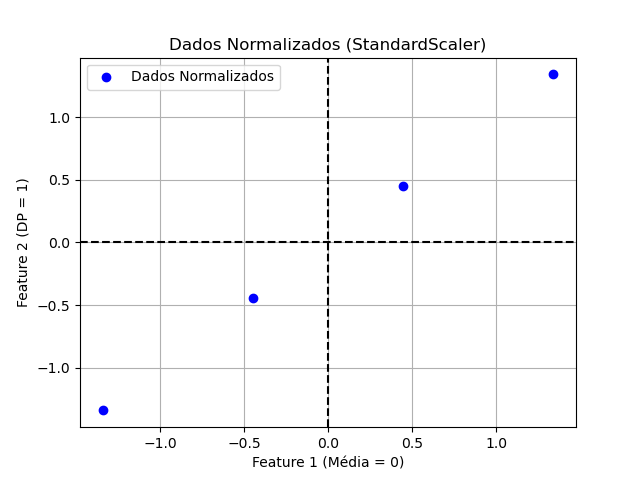 Dados Normalizados (StandardScaler)
Dados Normalizados
1.0
0.5
0.0
−0.5
−1.0
Feature 2 (DP = 1)
−1.0 −0.5 0.0 0.5 1.0
Feature 1 (Média = 0)